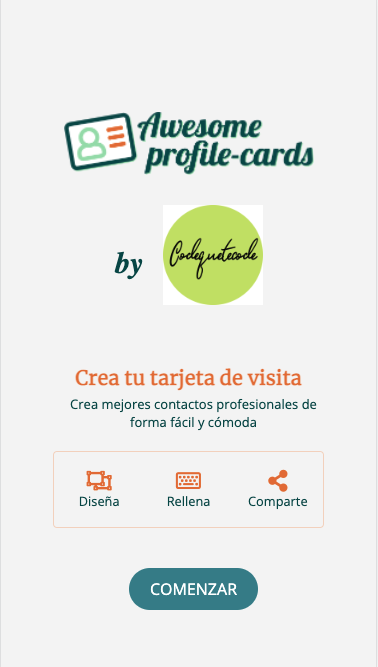 Awesome
profile-cards
by
Codequetecode
Crea tu tarjeta de visita
Crea mejores contactos profesionales de
forma fácil y cómoda
Diseña
Rellena
Comparte
COMENZAR